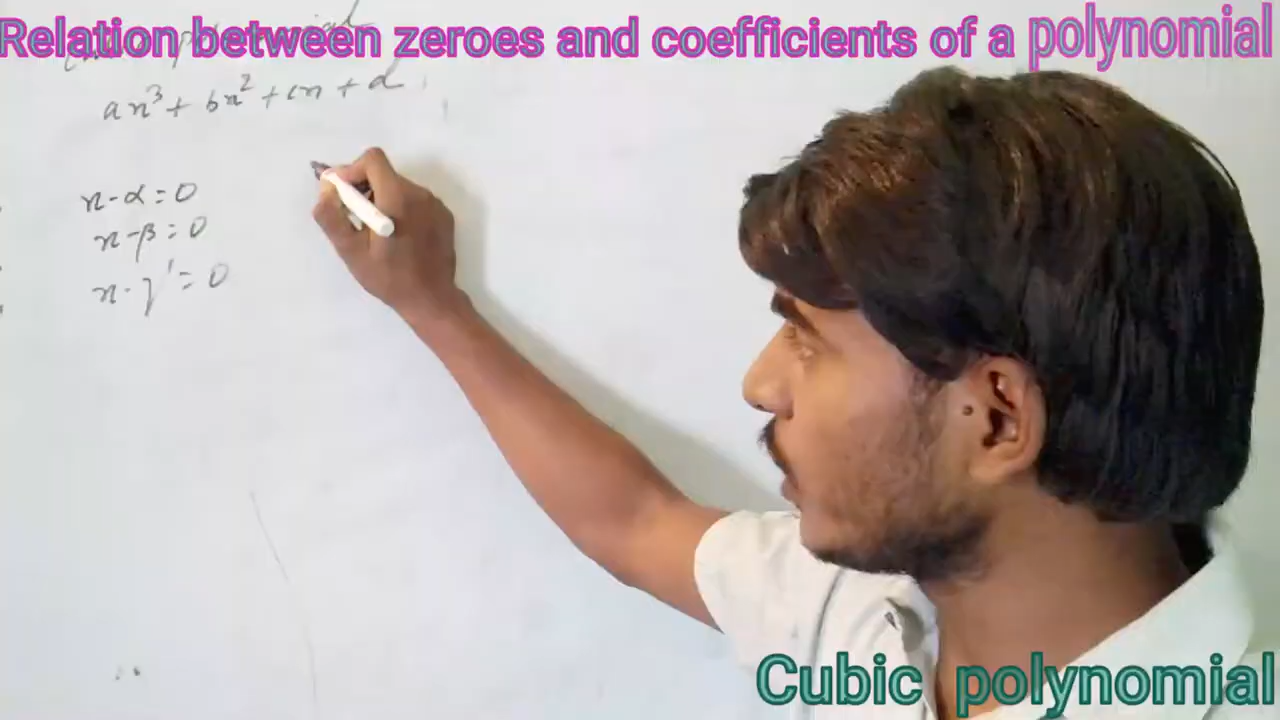 Relation between zeroes and coefficients of a polynomial
ax³ + bx² + cx + d
x - α = 0
x - β = 0
x - γ = 0
Cubic polynomial